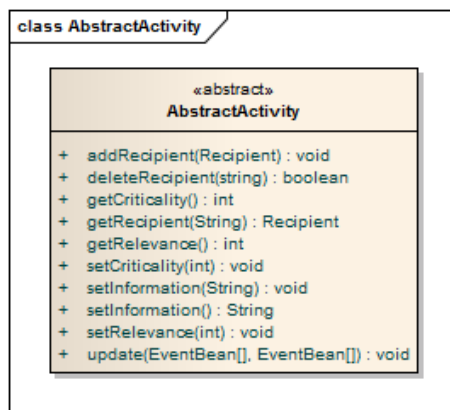 class AbstractActivity
«abstract»
AbstractActivity
+ addRecipient(Recipient) : void
+ deleteRecipient(string) : boolean
+ getCriticality() : int
+ getRecipient(String) : Recipient
+ getRelevance() : int
+ setCriticality(int) : void
+ setInformation(String) : void
+ setInformation() : String
+ setRelevance(int) : void
+ update(EventBean[], EventBean[]) : void